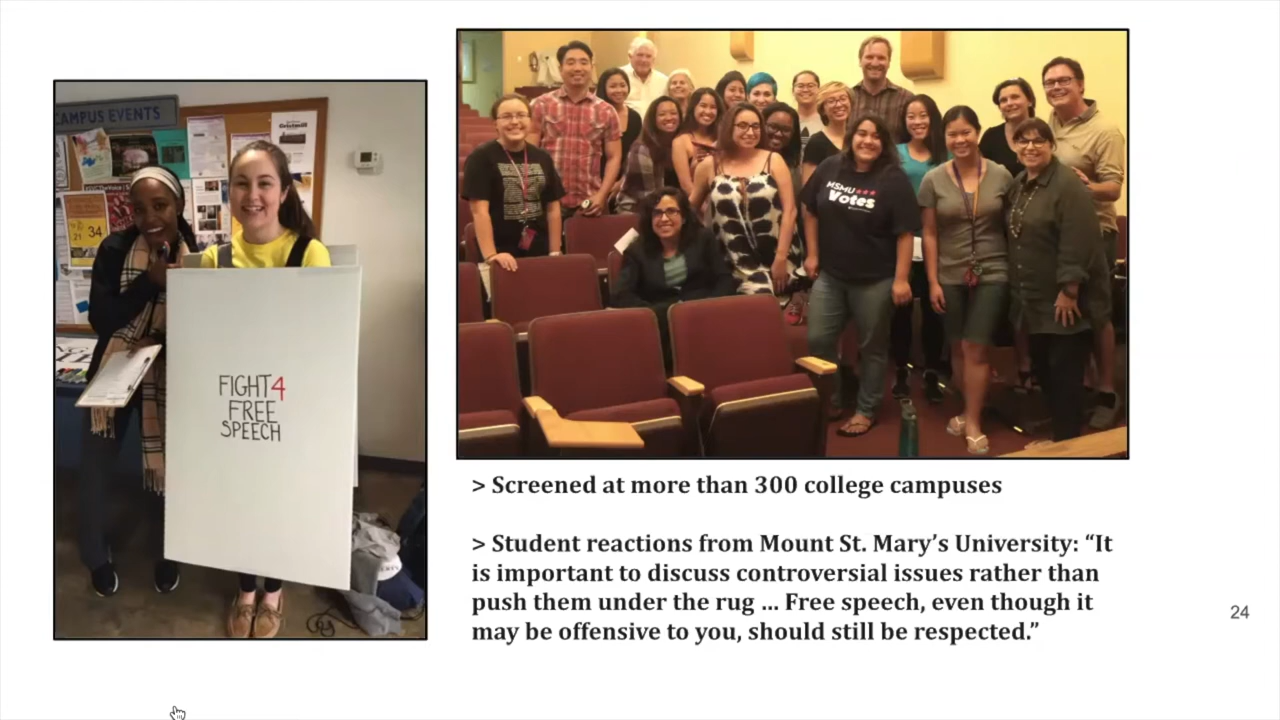 CAMPUS EVENTS
34
21
FIGHT4
FREE
SPEECH
MSMU★★★
Votes
> Screened at more than 300 college campuses
> Student reactions from Mount St. Mary’s University: “It
is important to discuss controversial issues rather than
push them under the rug ... Free speech, even though it
may be offensive to you, should still be respected.”
24